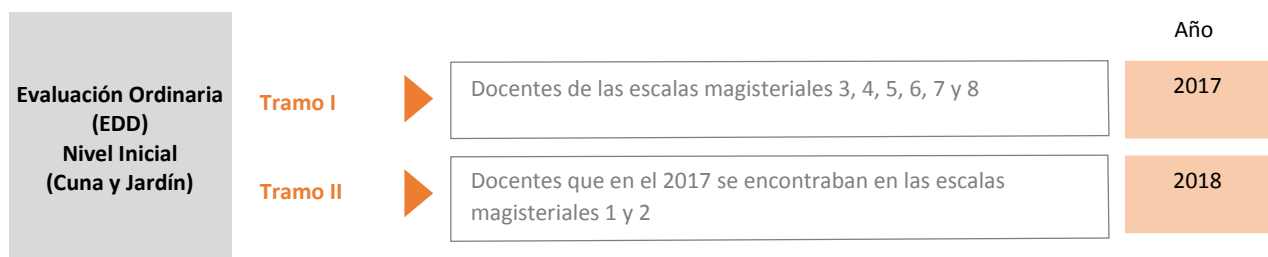 Año
Evaluación Ordinaria
(EDD)
Nivel Inicial
(Cuna y Jardín)
Tramo I
Docentes de las escalas magisteriales 3, 4, 5, 6, 7 y 8
2017
Tramo II
Docentes que en el 2017 se encontraban en las escalas
magisteriales 1 y 2
2018